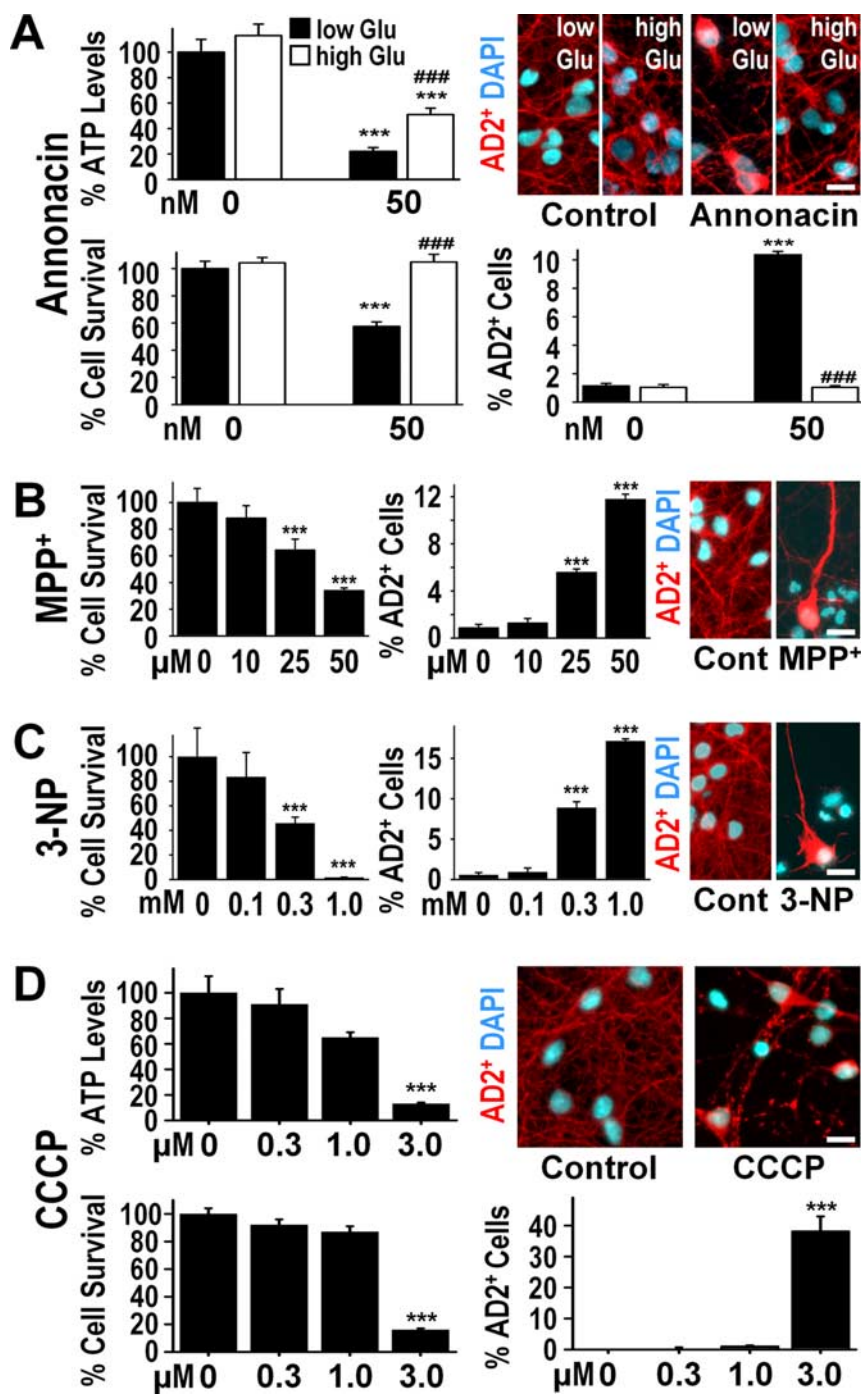 A
Annonacin
% ATP Levels
100
80
60
40
20
0
low Glu
high Glu
***
###
***
nM 0 50
AD2⁺ DAPI
low Glu
high Glu
low Glu
high Glu
Control Annonacin
% Cell Survival
100
80
60
40
20
0
***
###
nM 0 50
% AD2⁺ Cells
10
8
6
4
2
0
***
###
nM 0 50
B
MPP⁺
% Cell Survival
100
80
60
40
20
0
***
***
µM 0 10 25 50
% AD2⁺ Cells
12
8
4
0
***
***
µM 0 10 25 50
AD2⁺ DAPI
Cont MPP⁺
C
3-NP
% Cell Survival
100
80
60
40
20
0
***
***
mM 0 0.1 0.3 1.0
% AD2⁺ Cells
15
10
5
0
***
***
mM 0 0.1 0.3 1.0
AD2⁺ DAPI
Cont 3-NP
D
CCCP
% ATP Levels
100
80
60
40
20
0
***
µM 0 0.3 1.0 3.0
AD2⁺ DAPI
Control CCCP
% Cell Survival
100
80
60
40
20
0
***
µM 0 0.3 1.0 3.0
% AD2⁺ Cells
40
30
20
10
0
***
µM 0 0.3 1.0 3.0